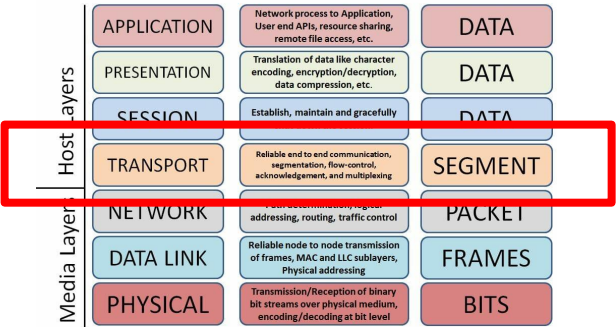 Host Layers
Media Layers
APPLICATION
Network process to Application,
User end APIs, resource sharing,
remote file access, etc.
DATA
PRESENTATION
Translation of data like character
encoding, encryption/decryption,
data compression, etc.
DATA
SESSION
Establish, maintain and gracefully
DATA
TRANSPORT
Reliable end to end communication,
segmentation, flow-control,
acknowledgement, and multiplexing
SEGMENT
NETWORK
addressing, routing, traffic control
PACKET
DATA LINK
Reliable node to node transmission
of frames, MAC and LLC sublayers,
Physical addressing
FRAMES
PHYSICAL
Transmission/Reception of binary
bit streams over physical medium,
encoding/decoding at bit level
BITS